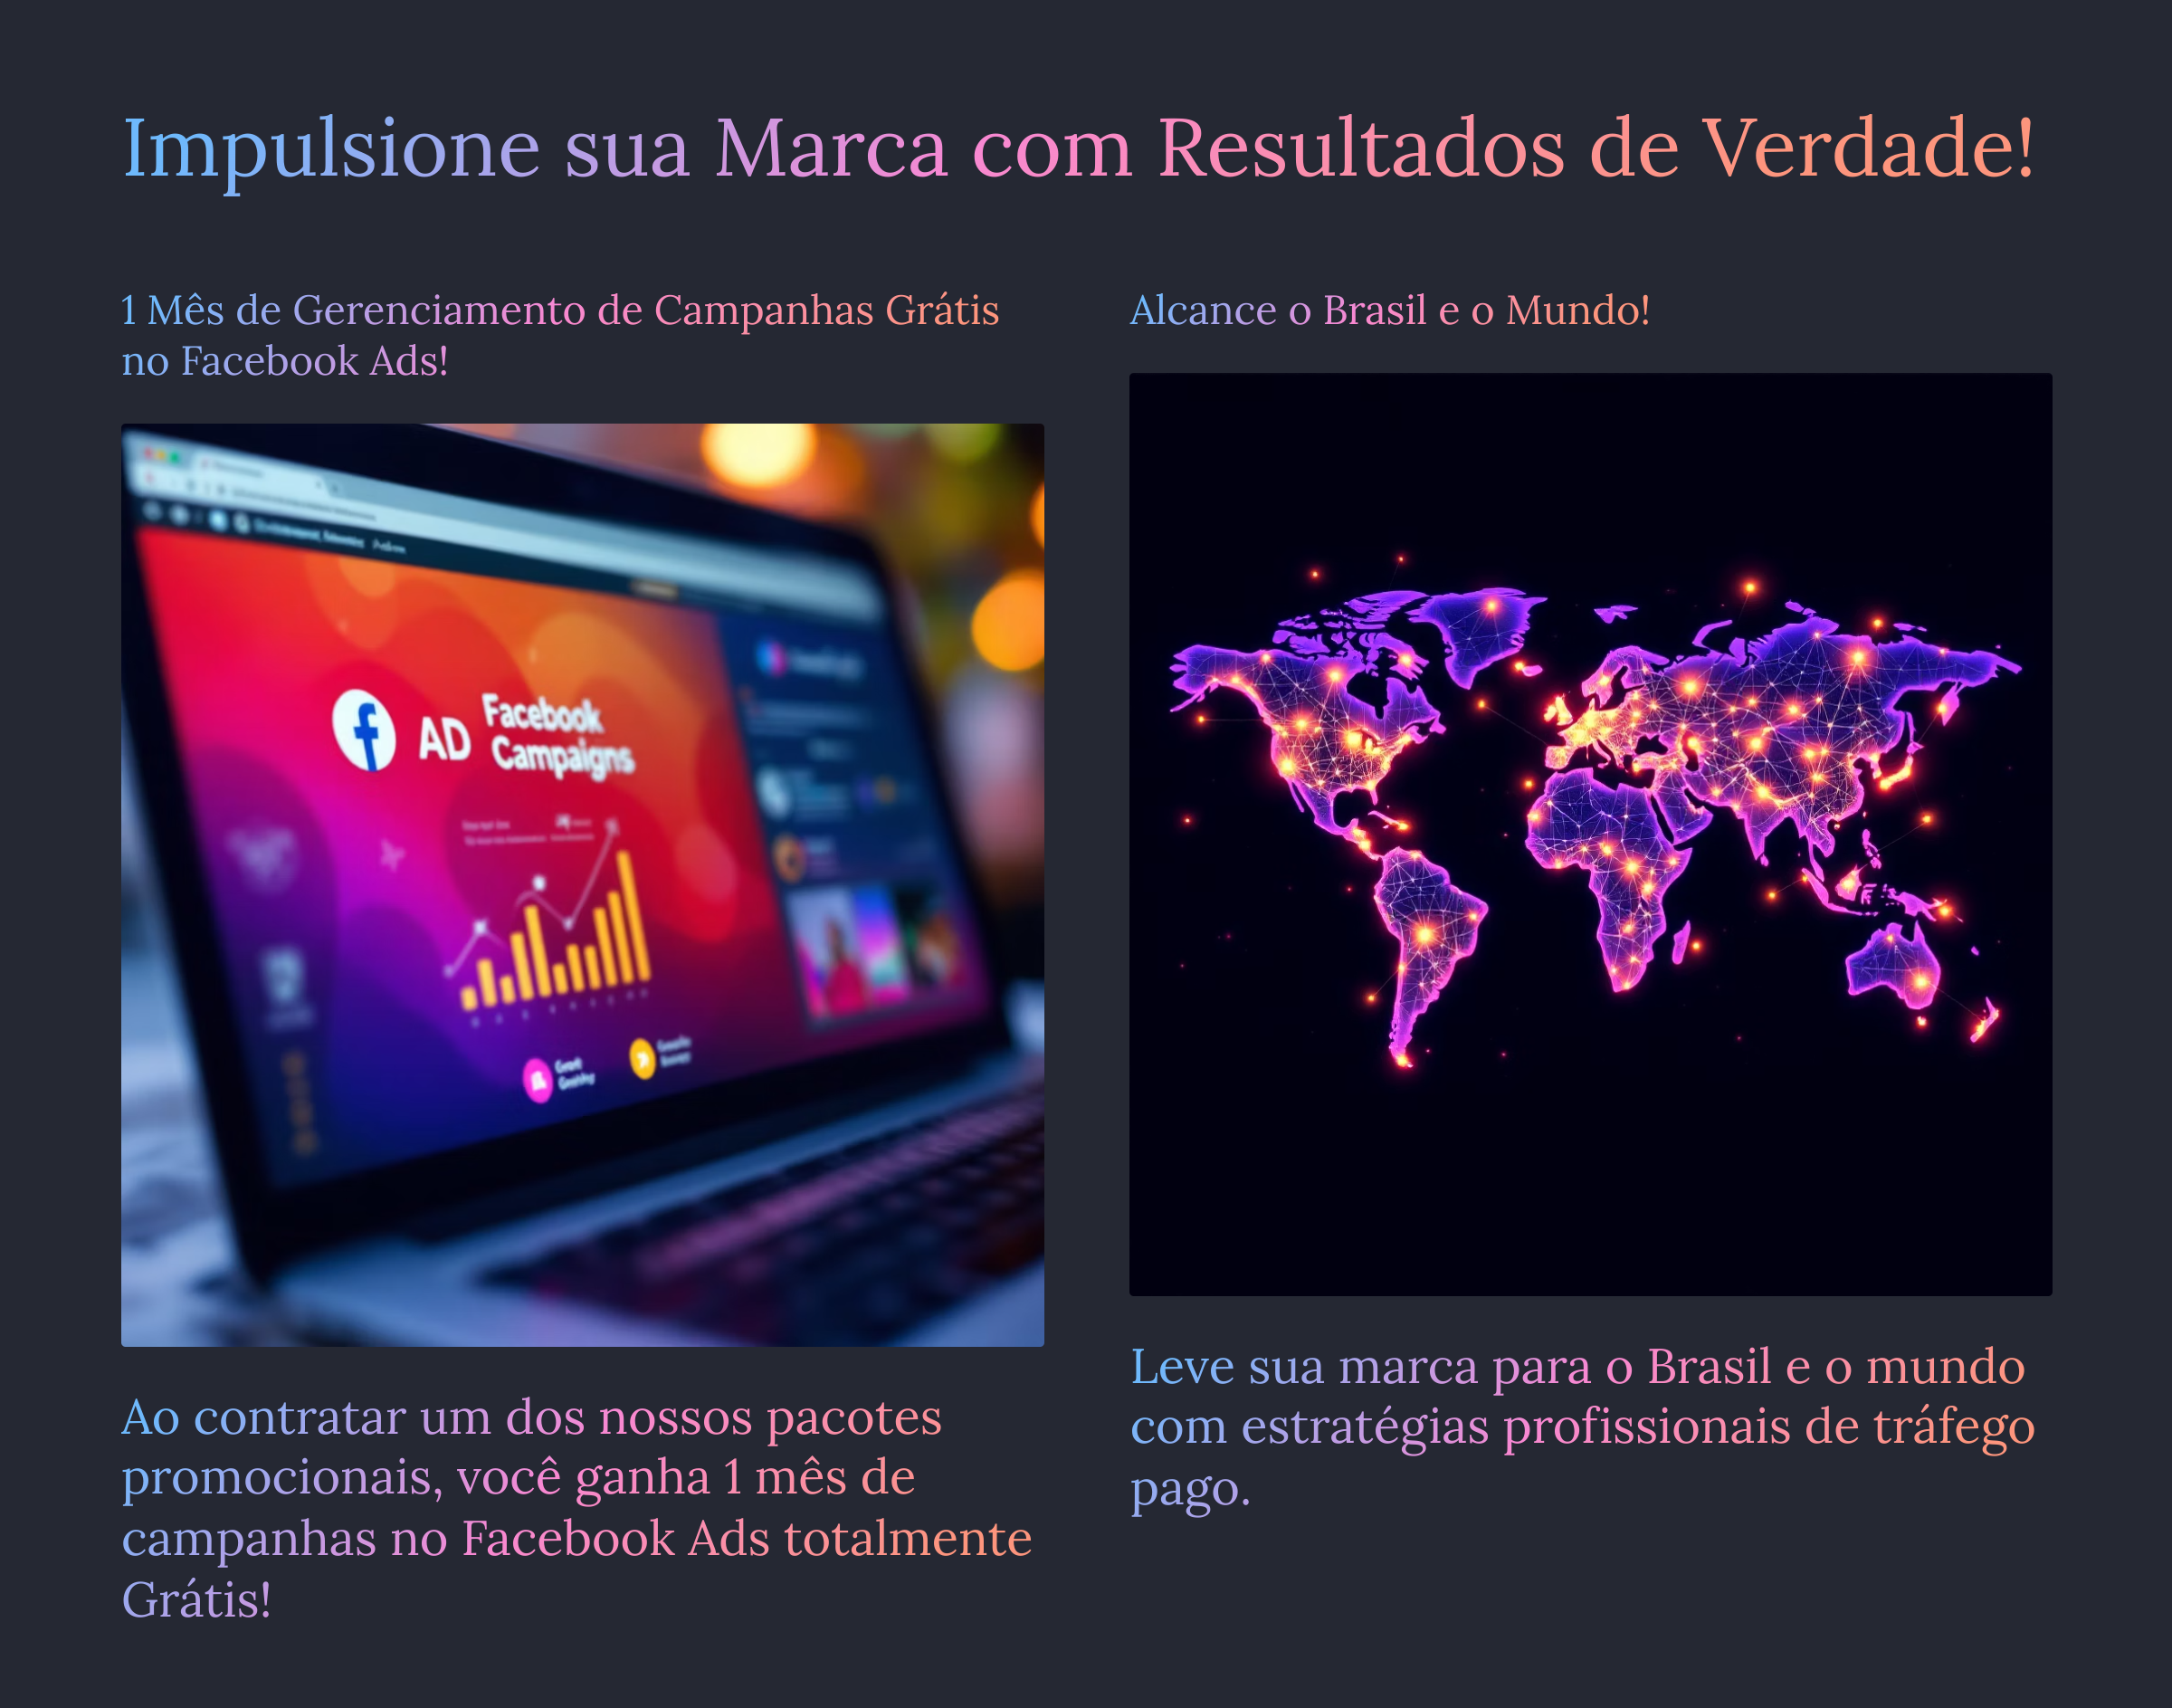 Impulsione sua Marca com Resultados de Verdade!
1 Mês de Gerenciamento de Campanhas Grátis
no Facebook Ads!
AD Facebook
Campaigns
Ao contratar um dos nossos pacotes
promocionais, você ganha 1 mês de
campanhas no Facebook Ads totalmente
Grátis!
Alcance o Brasil e o Mundo!
Leve sua marca para o Brasil e o mundo
com estratégias profissionais de tráfego
pago.